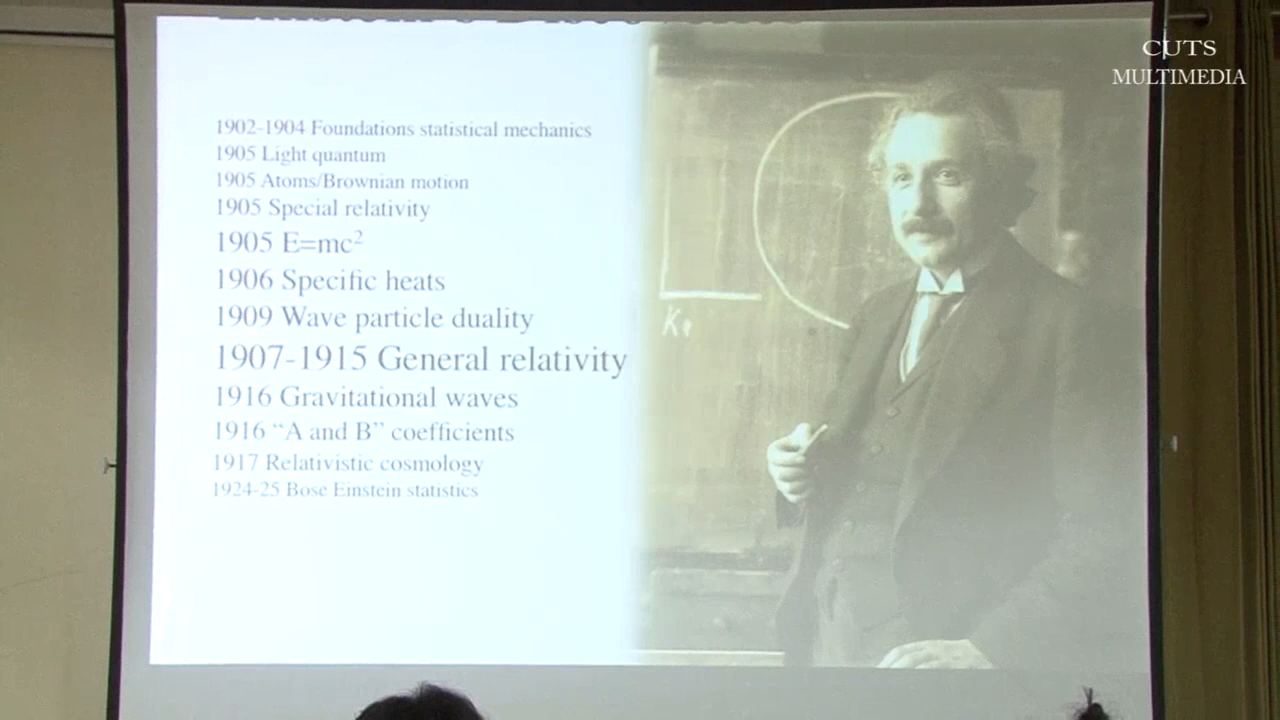 CUTS
MULTIMEDIA
1902-1904 Foundations statistical mechanics
1905 Light quantum
1905 Atoms/Brownian motion
1905 Special relativity
1905 E=mc²
1906 Specific heats
1909 Wave particle duality
1907-1915 General relativity
1916 Gravitational waves
1916 “A and B” coefficients
1917 Relativistic cosmology
1924-25 Bose Einstein statistics